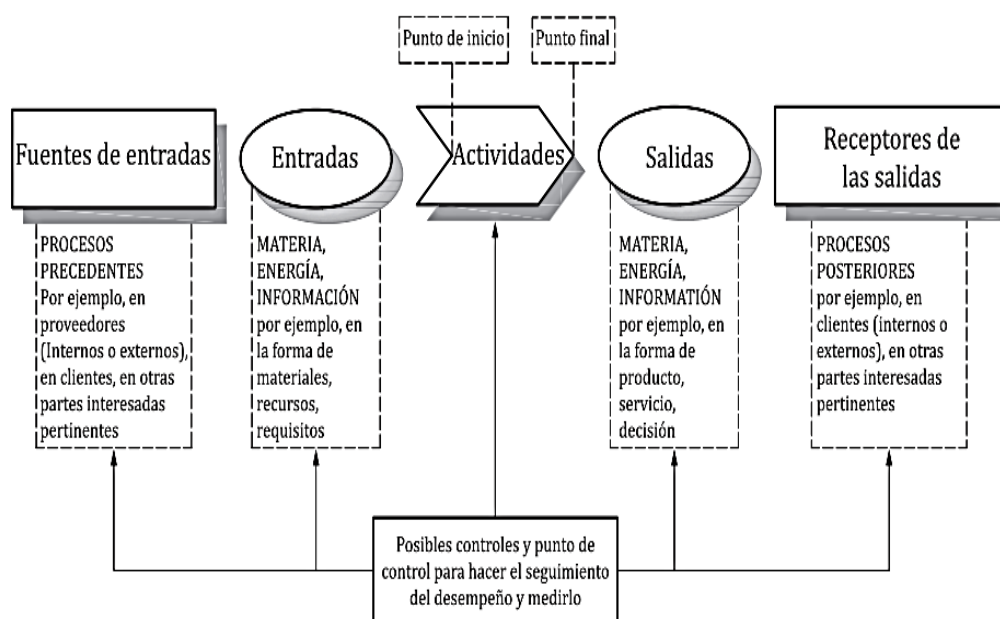 Punto de inicio
Punto final
Fuentes de entradas
Entradas
Actividades
Salidas
Receptores de
las salidas
PROCESOS
PRECEDENTES
Por ejemplo, en
proveedores
(Internos o externos),
en clientes, en otras
partes interesadas
pertinentes
MATERIA,
ENERGÍA,
INFORMACIÓN
por ejemplo, en
la forma de
materiales,
recursos,
requisitos
MATERIA,
ENERGÍA,
INFORMATIÓN
por ejemplo, en
la forma de
producto,
servicio,
decisión
PROCESOS
POSTERIORES
por ejemplo, en
clientes (internos o
externos), en otras
partes interesadas
pertinentes
Posibles controles y punto de
control para hacer el seguimiento
del desempeño y medirlo